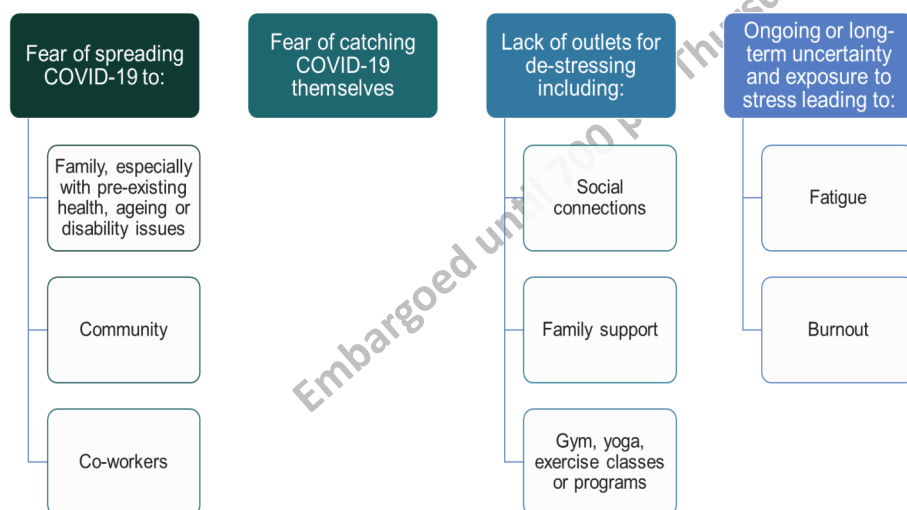 Fear of spreading
COVID-19 to:
Family, especially
with pre-existing
health, ageing or
disability issues
Community
Co-workers
Fear of catching
COVID-19
themselves
Lack of outlets for
de-stressing
including:
Social
connections
Family support
Gym, yoga,
exercise classes
or programs
Ongoing or long-
term uncertainty
and exposure to
stress leading to:
Fatigue
Burnout
Embargoed until 700 p